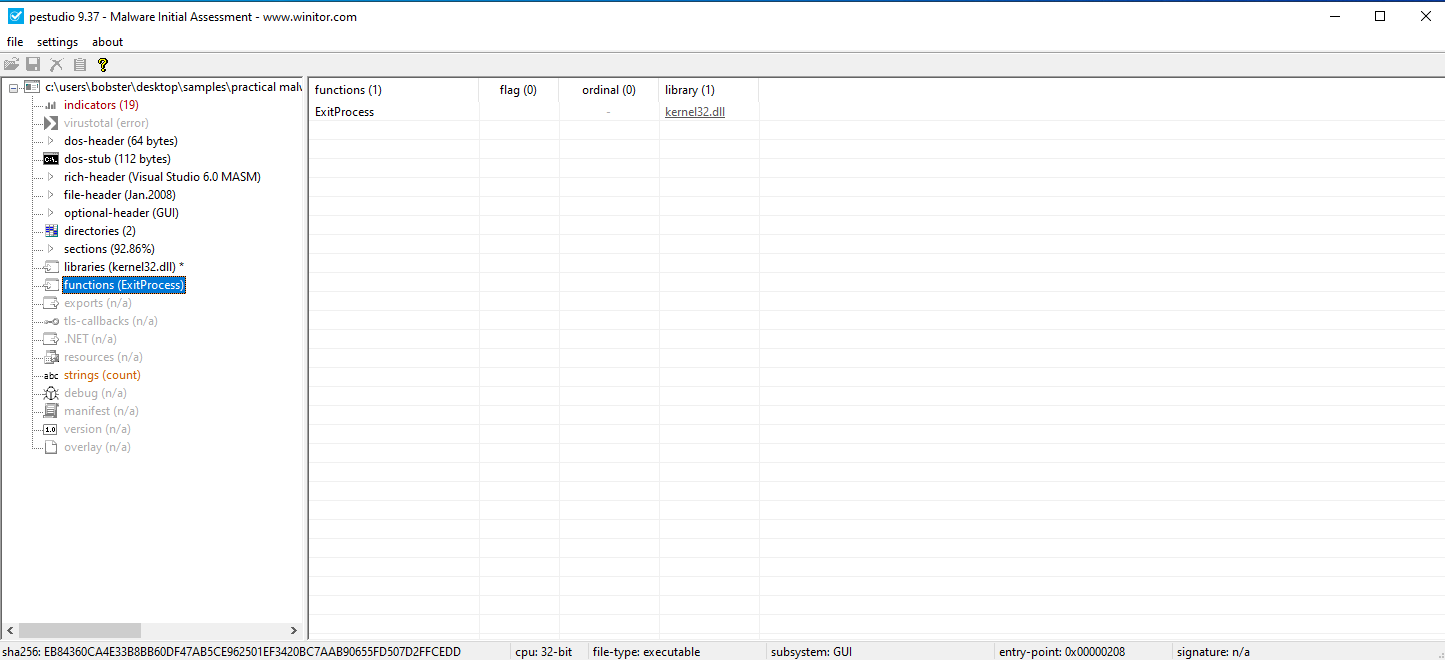 pestudio 9.37 - Malware Initial Assessment - www.winitor.com
file settings about
c:\users\bobster\desktop\samples\practical mal
indicators (19)
virustotal (error)
dos-header (64 bytes)
dos-stub (112 bytes)
rich-header (Visual Studio 6.0 MASM)
file-header (Jan.2008)
optional-header (GUI)
directories (2)
sections (92.86%)
libraries (kernel32.dll) *
functions (ExitProcess)
exports (n/a)
tls-callbacks (n/a)
.NET (n/a)
resources (n/a)
abc strings (count)
debug (n/a)
manifest (n/a)
1.0 version (n/a)
overlay (n/a)
functions (1) flag (0) ordinal (0) library (1)
ExitProcess - kernel32.dll
sha256: EB84360CA4E33B8BB60DF47AB5CE962501EF3420BC7AAB90655FD507D2FFCEDD cpu: 32-bit file-type: executable subsystem: GUI entry-point: 0x00000208 signature: n/a